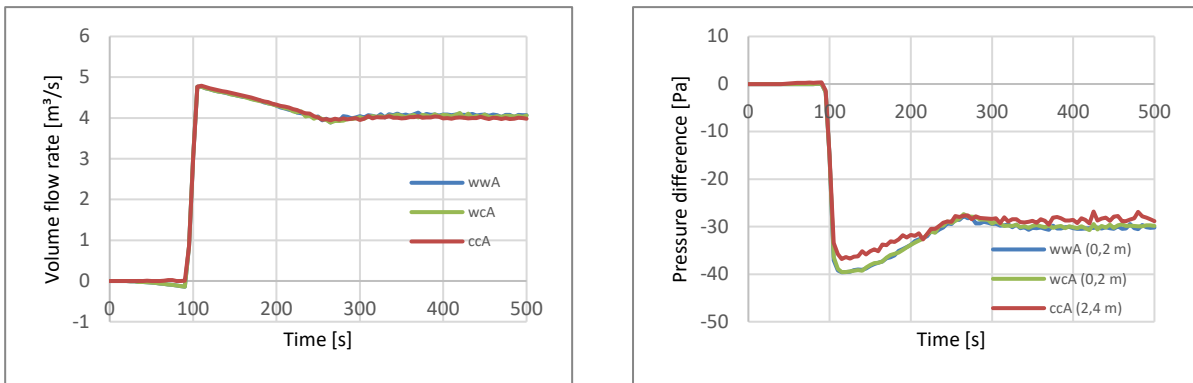 6
5
4
3
2
1
0
-1
0
100
200
300
400
500
Volume flow rate [m³/s]
Time [s]
wwA
wcA
ccA
10
0
-10
-20
-30
-40
-50
0
100
200
300
400
500
Pressure difference [Pa]
Time [s]
wwA (0,2 m)
wcA (0,2 m)
ccA (2,4 m)